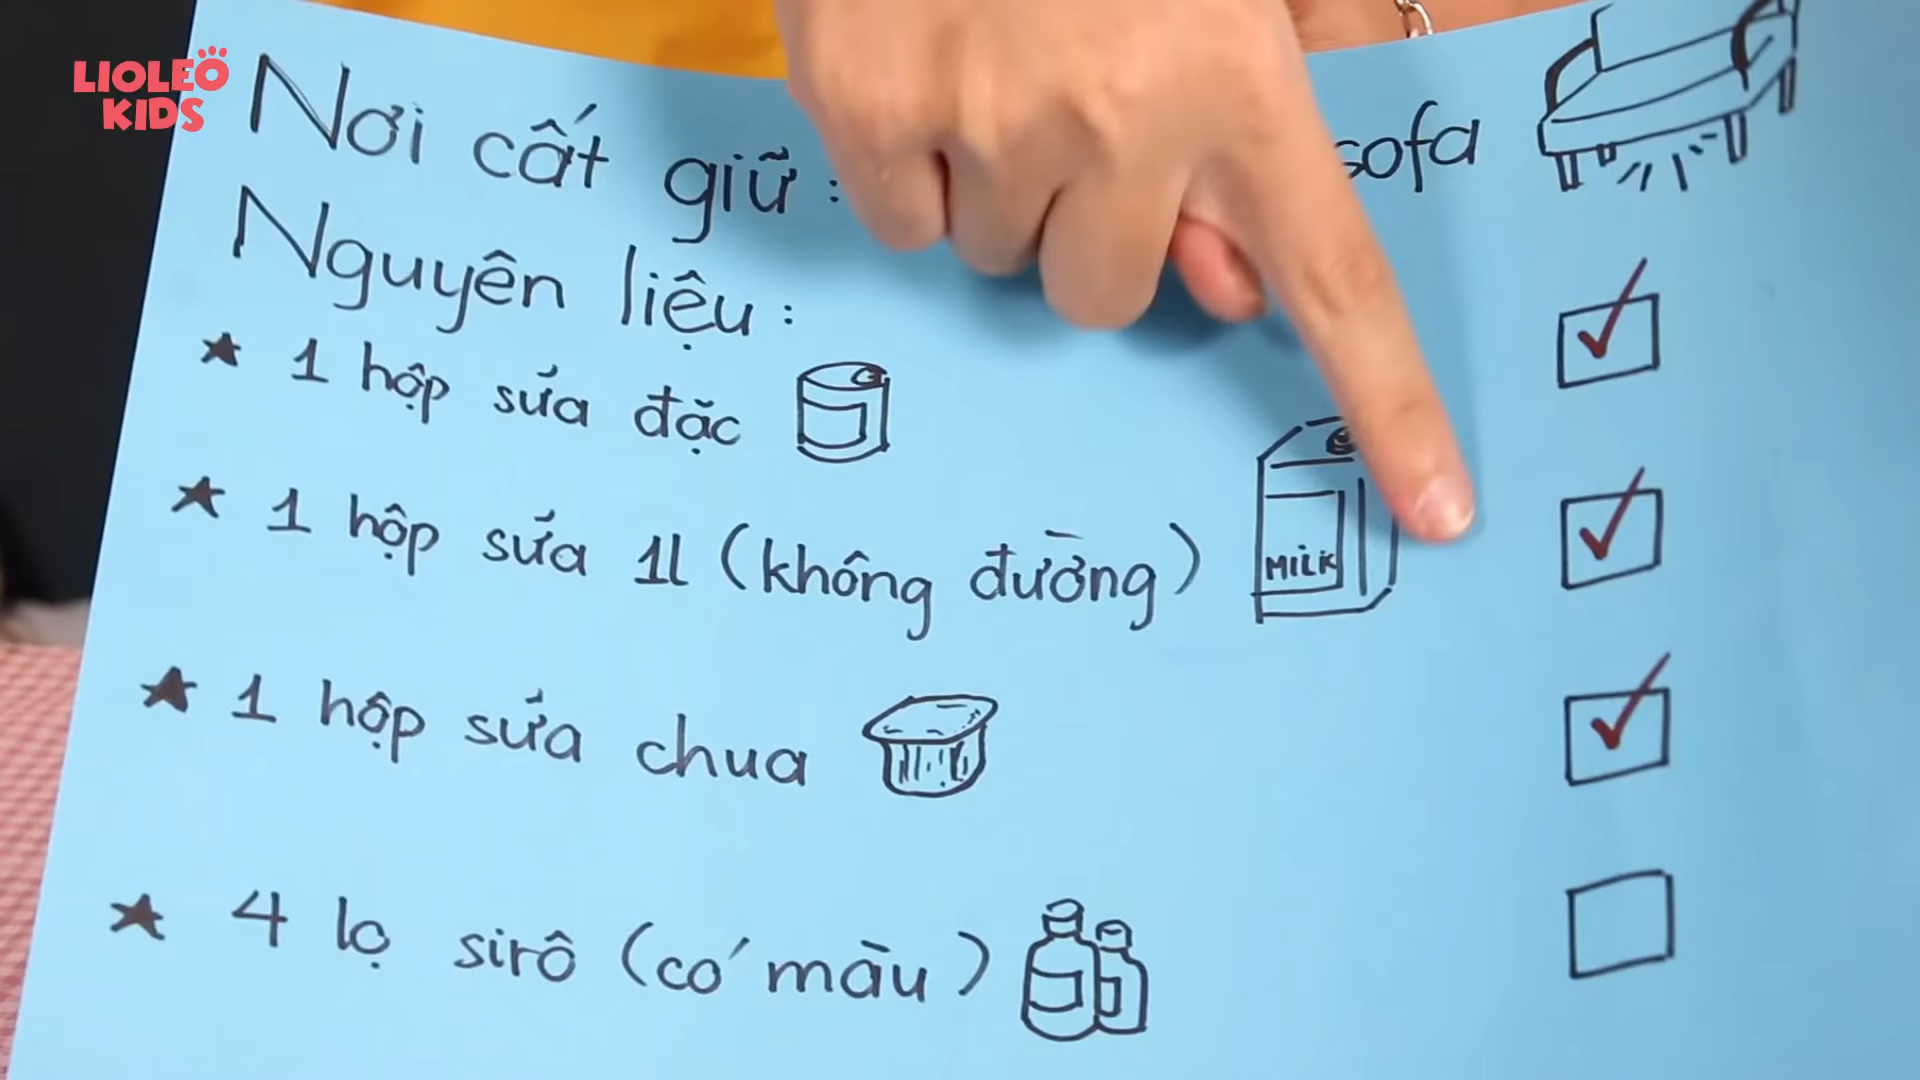 LIOLEO
KIDS
Nơi cất giữ: sofa
Nguyên liệu:
★ 1 hộp sữa đặc
★ 1 hộp sữa 1l (không đường)
MILK
★ 1 hộp sữa chua
★ 4 lọ sirô (có màu)